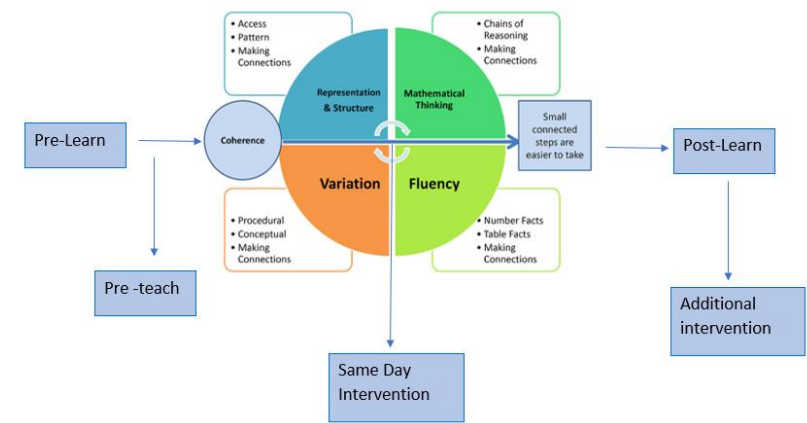 • Access
• Pattern
• Making
Connections
• Chains of
Reasoning
• Making
Connections
Representation
& Structure
Mathematical
Thinking
Pre-Learn
Coherence
Small
connected
steps are
easier to take
Post-Learn
Variation
Fluency
• Procedural
• Conceptual
• Making
Connections
• Number Facts
• Table Facts
• Making
Connections
Pre -teach
Additional
intervention
Same Day
Intervention